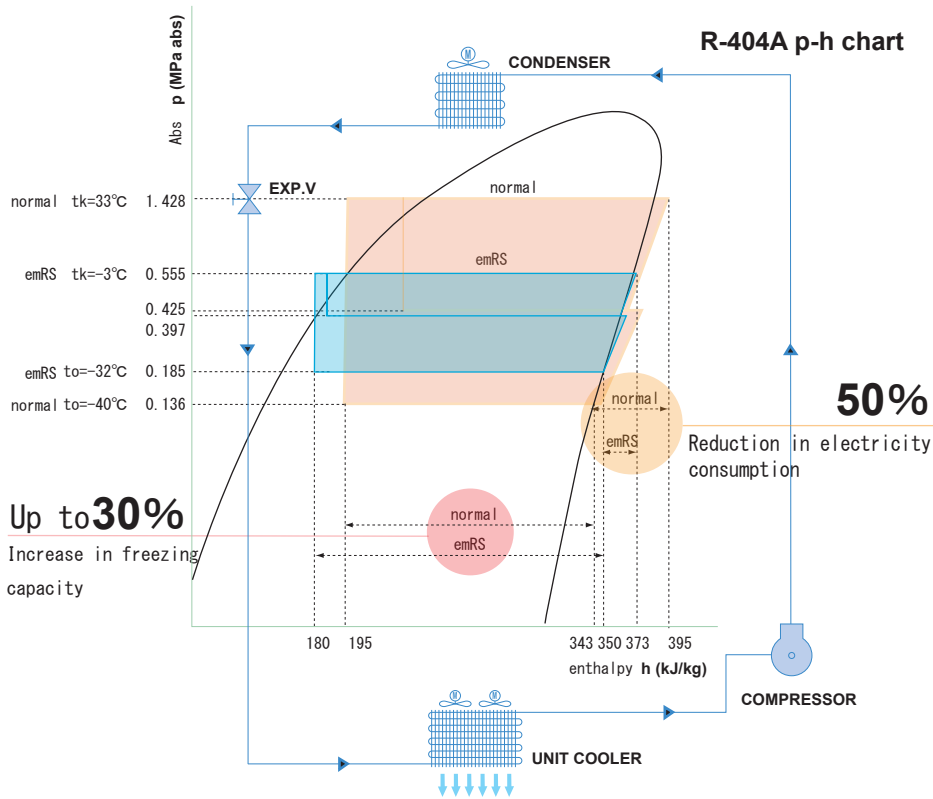 R-404A p-h chart
CONDENSER
M
Abs p (MPa abs)
EXP.V
normal
normal tk=33℃ 1.428
emRS
emRS tk=-3℃ 0.555
0.425
0.397
emRS to=-32℃ 0.185
normal to=-40℃ 0.136
normal
emRS
50%
Reduction in electricity
consumption
Up to 30%
Increase in freezing
capacity
normal
emRS
180 195 343 350 373 395
enthalpy h (kJ/kg)
COMPRESSOR
M M
UNIT COOLER